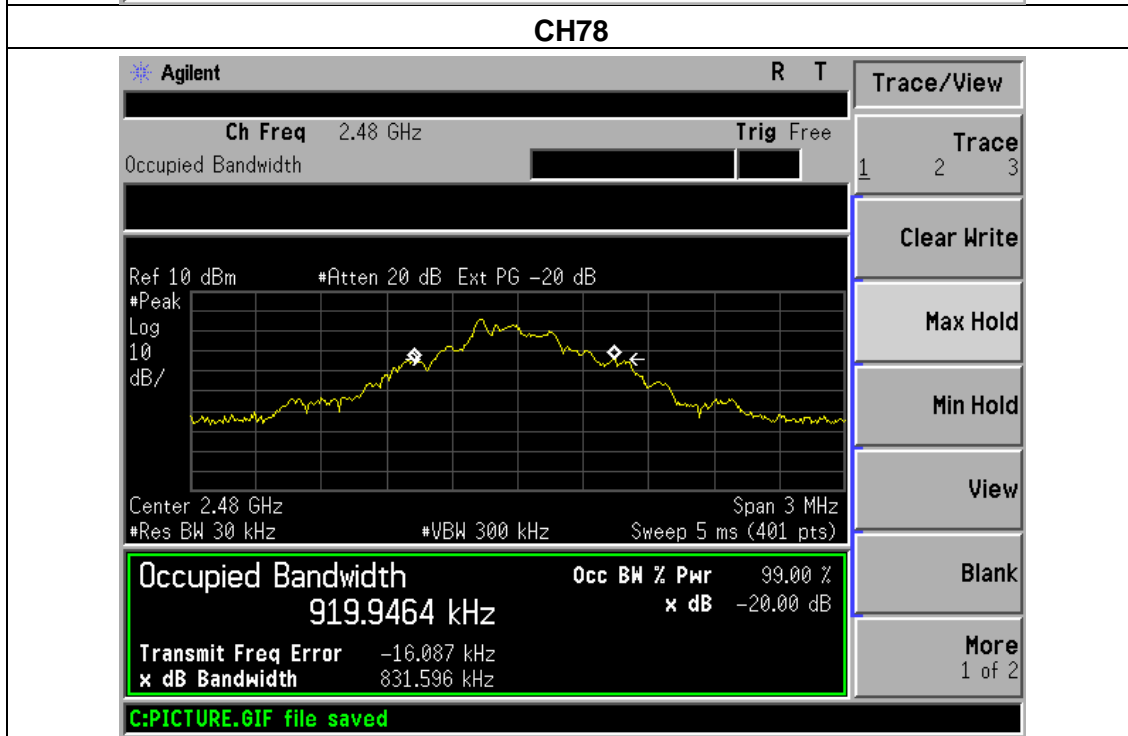 CH78
Agilent R T
Trace/View
Ch Freq 2.48 GHz Trig Free
Occupied Bandwidth
Trace
1 2 3
Clear Write
Ref 10 dBm #Atten 20 dB Ext PG -20 dB
#Peak
Log
10
dB/
Max Hold
Min Hold
View
Center 2.48 GHz Span 3 MHz
#Res BW 30 kHz #VBW 300 kHz Sweep 5 ms (401 pts)
Occupied Bandwidth Occ BW % Pwr 99.00 %
919.9464 kHz x dB -20.00 dB
Blank
Transmit Freq Error -16.087 kHz
x dB Bandwidth 831.596 kHz
More
1 of 2
C:PICTURE.GIF file saved